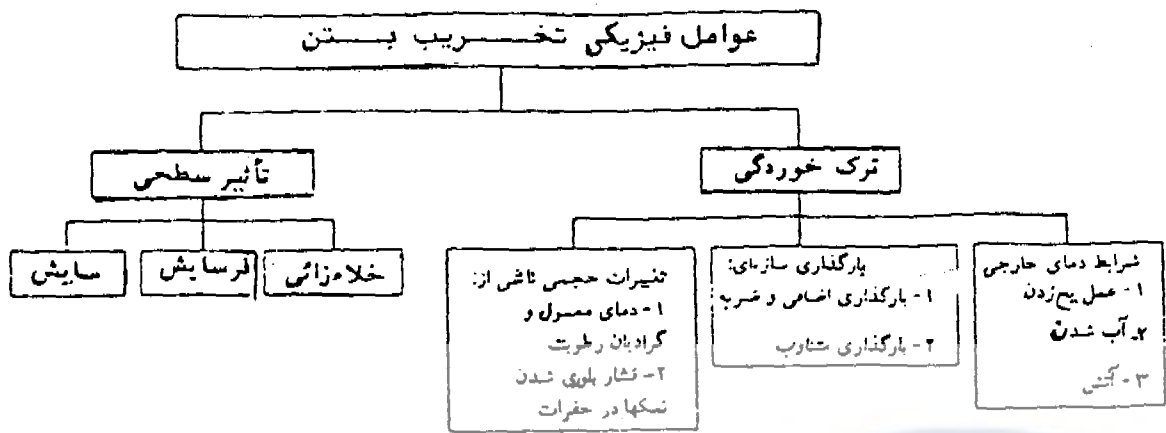 عوامل فیزیکی تخریب بتن
ترک خوردگی
تأثیر سطحی
شرایط دمای خارجی
۱- عمل یخ‌زدن
۲- آب شدن
۳- آتش
بارگذاری سازه‌ای:
۱- بارگذاری اضافی و ضربه
۲- بارگذاری متناوب
تغییرات حجمی ناشی از:
۱- دمای معمول و
گرادیان رطوبت
۲- فشار بلوری شدن
نمکها در حفرات
خلاءزائی
فرسایش
سایش